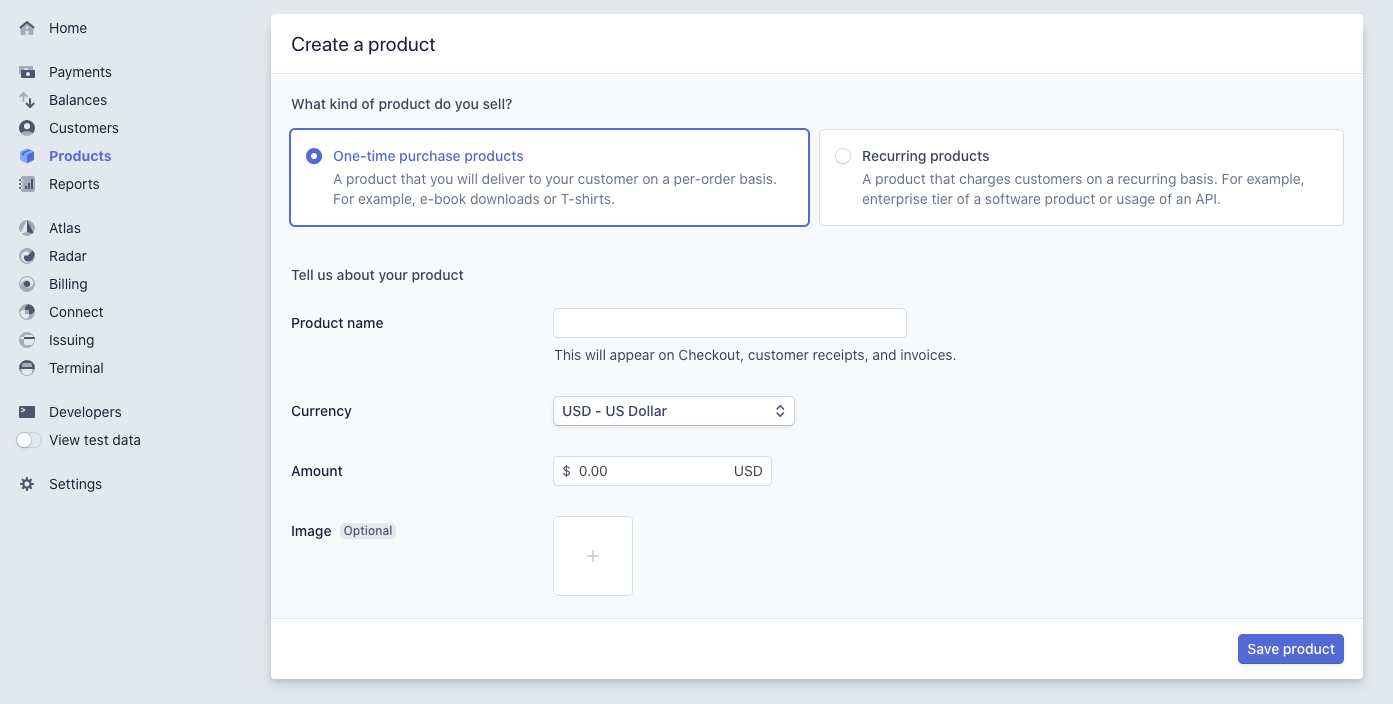 Home
Payments
Balances
Customers
Products
Reports
Atlas
Radar
Billing
Connect
Issuing
Terminal
Developers
View test data
Settings
Create a product
What kind of product do you sell?
One-time purchase products
A product that you will deliver to your customer on a per-order basis.
For example, e-book downloads or T-shirts.
Recurring products
A product that charges customers on a recurring basis. For example,
enterprise tier of a software product or usage of an API.
Tell us about your product
Product name
This will appear on Checkout, customer receipts, and invoices.
Currency
USD - US Dollar
Amount
$ 0.00 USD
Image Optional
Save product